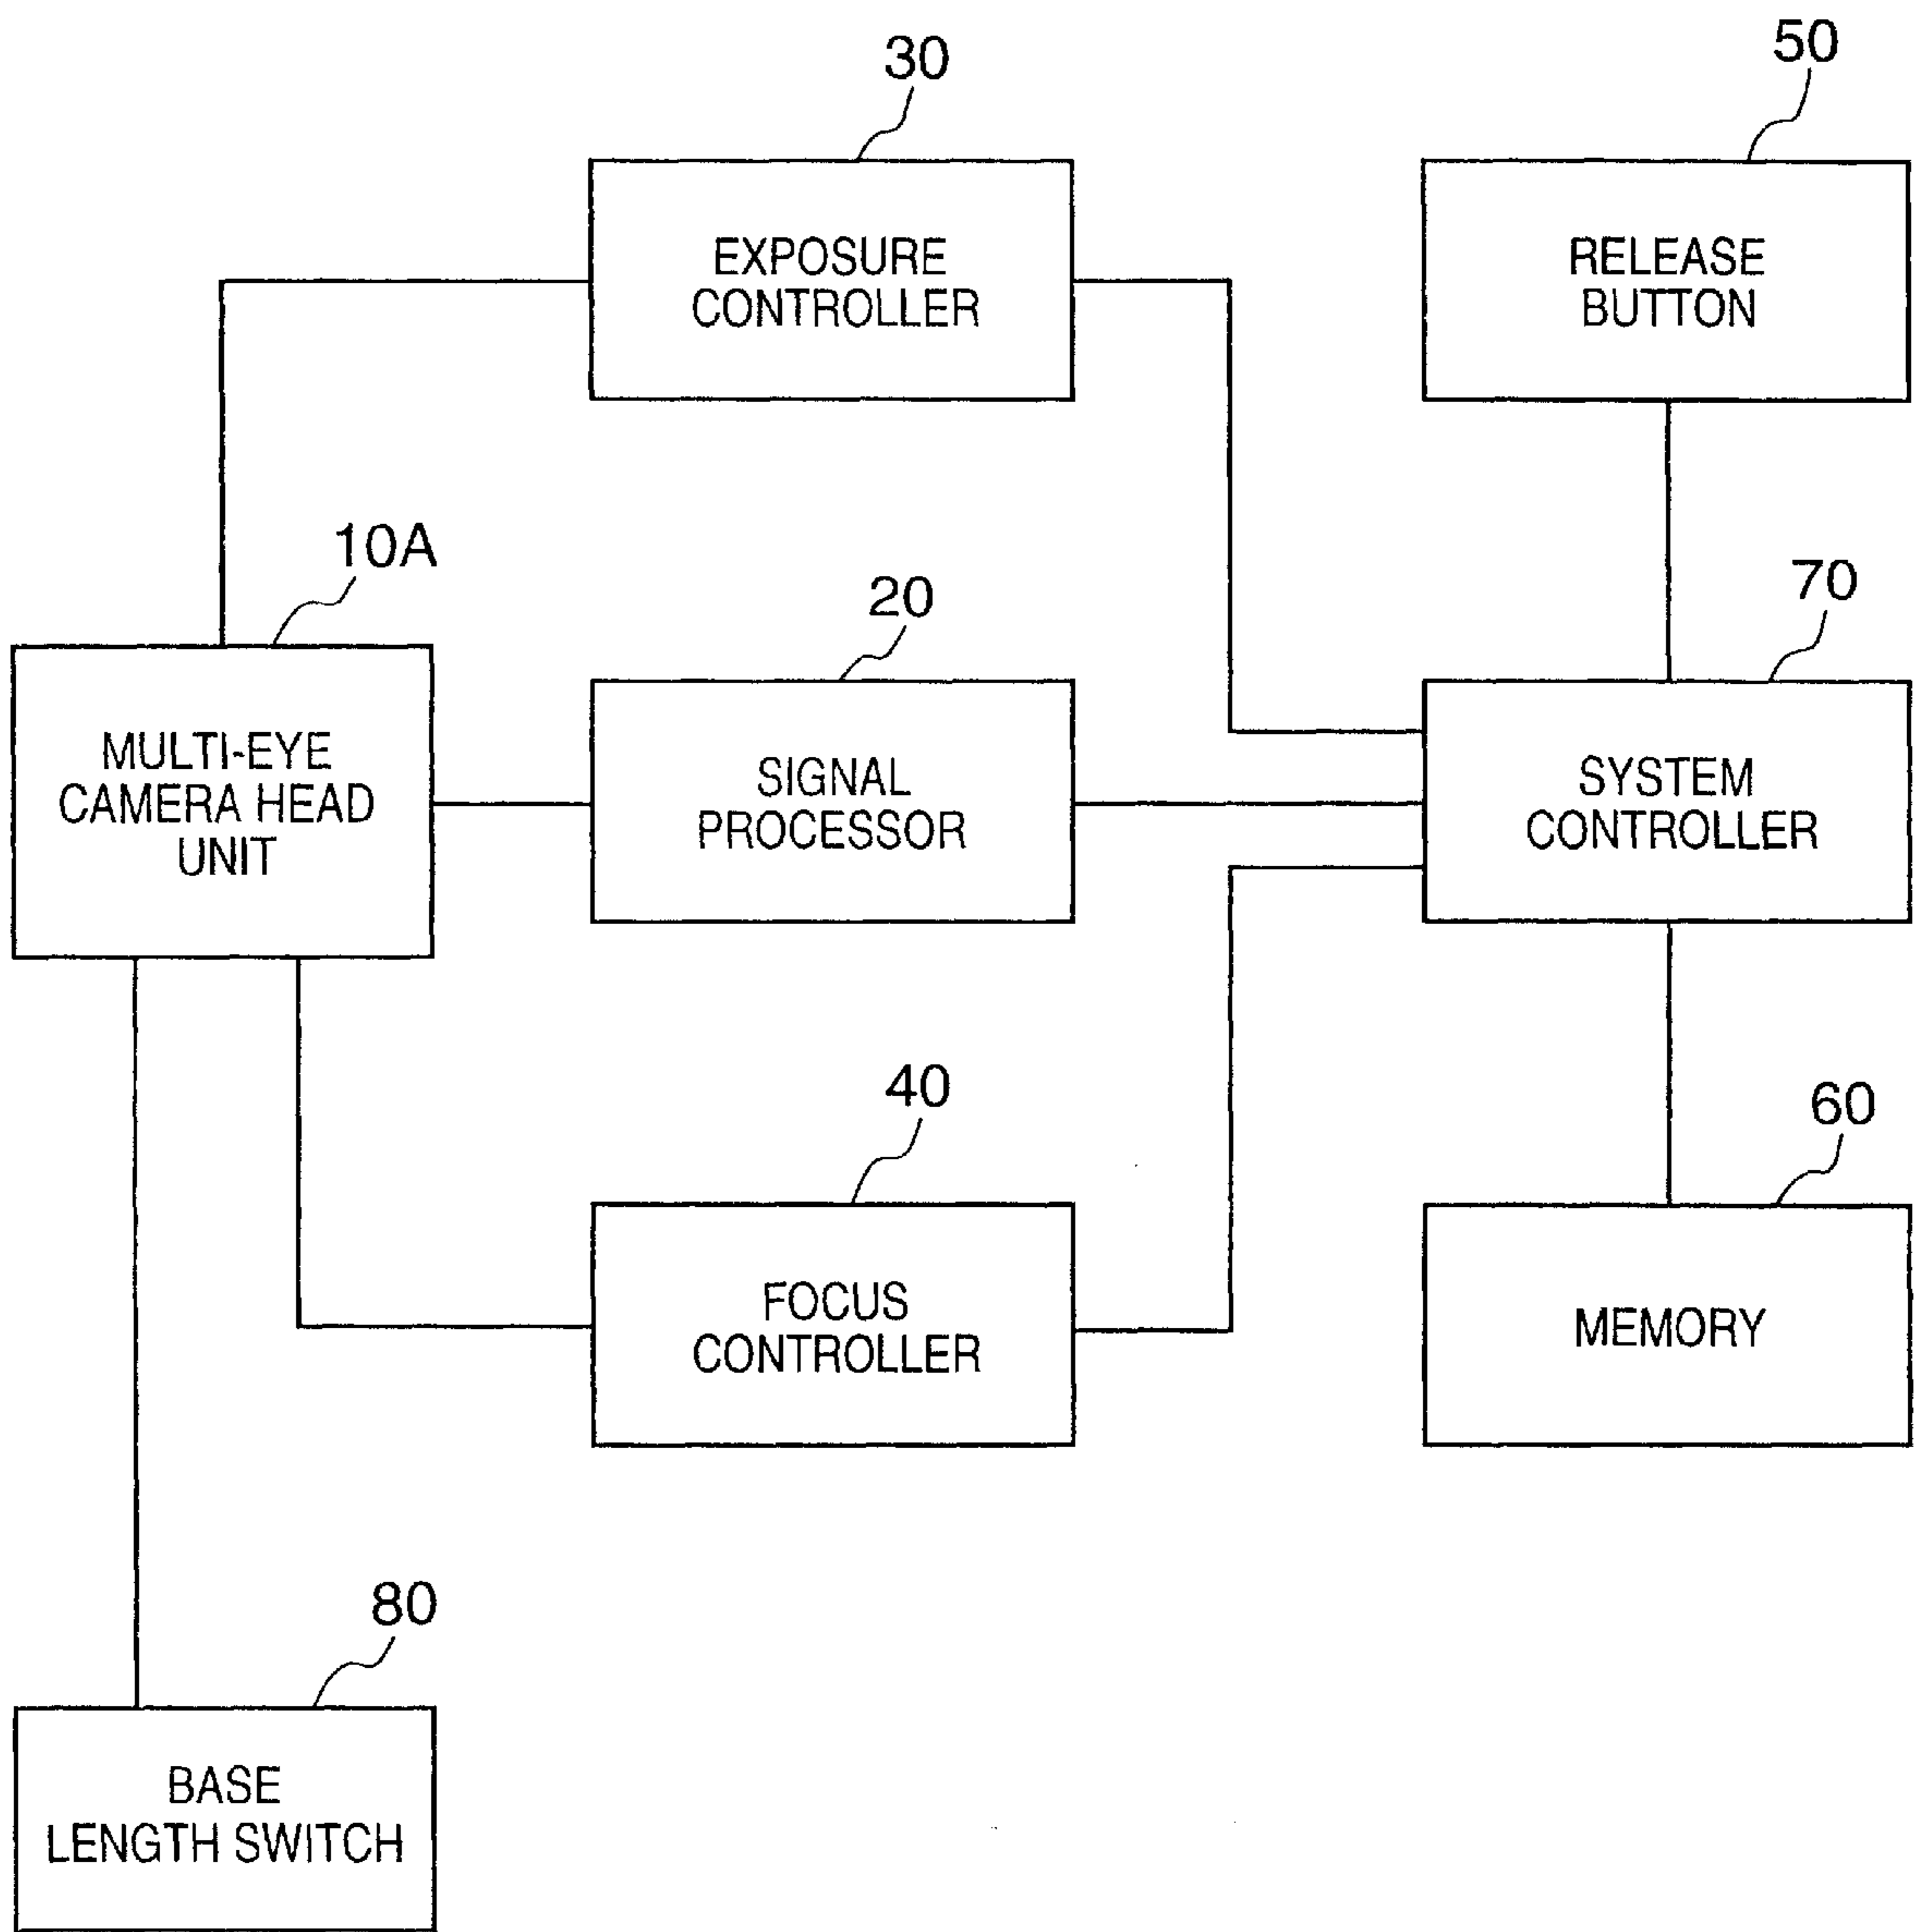 30
50
EXPOSURE
CONTROLLER
RELEASE
BUTTON
10A
20
70
MULTI-EYE
CAMERA HEAD
UNIT
SIGNAL
PROCESSOR
SYSTEM
CONTROLLER
40
60
FOCUS
CONTROLLER
MEMORY
80
BASE
LENGTH SWITCH